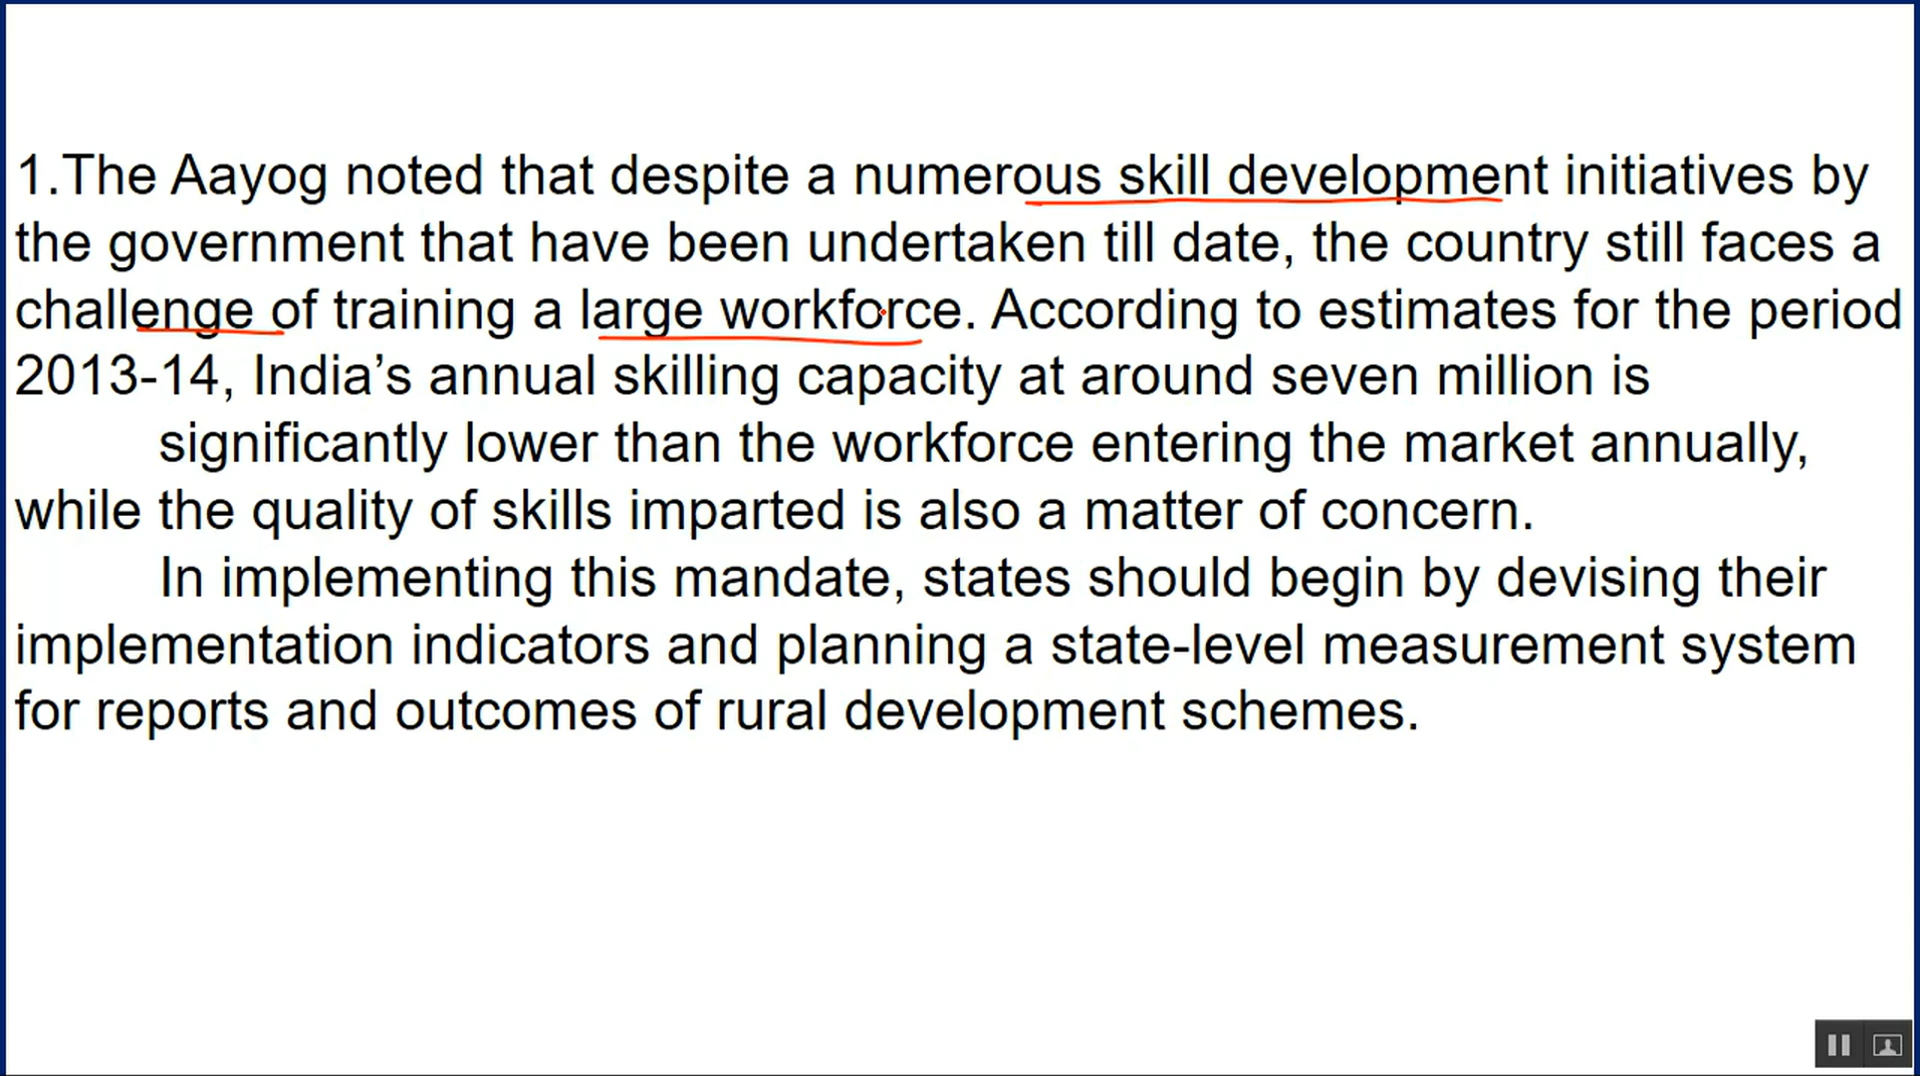 1.The Aayog noted that despite a numerous skill development initiatives by
the government that have been undertaken till date, the country still faces a
challenge of training a large workforce. According to estimates for the period
2013-14, India’s annual skilling capacity at around seven million is
significantly lower than the workforce entering the market annually,
while the quality of skills imparted is also a matter of concern.
In implementing this mandate, states should begin by devising their
implementation indicators and planning a state-level measurement system
for reports and outcomes of rural development schemes.